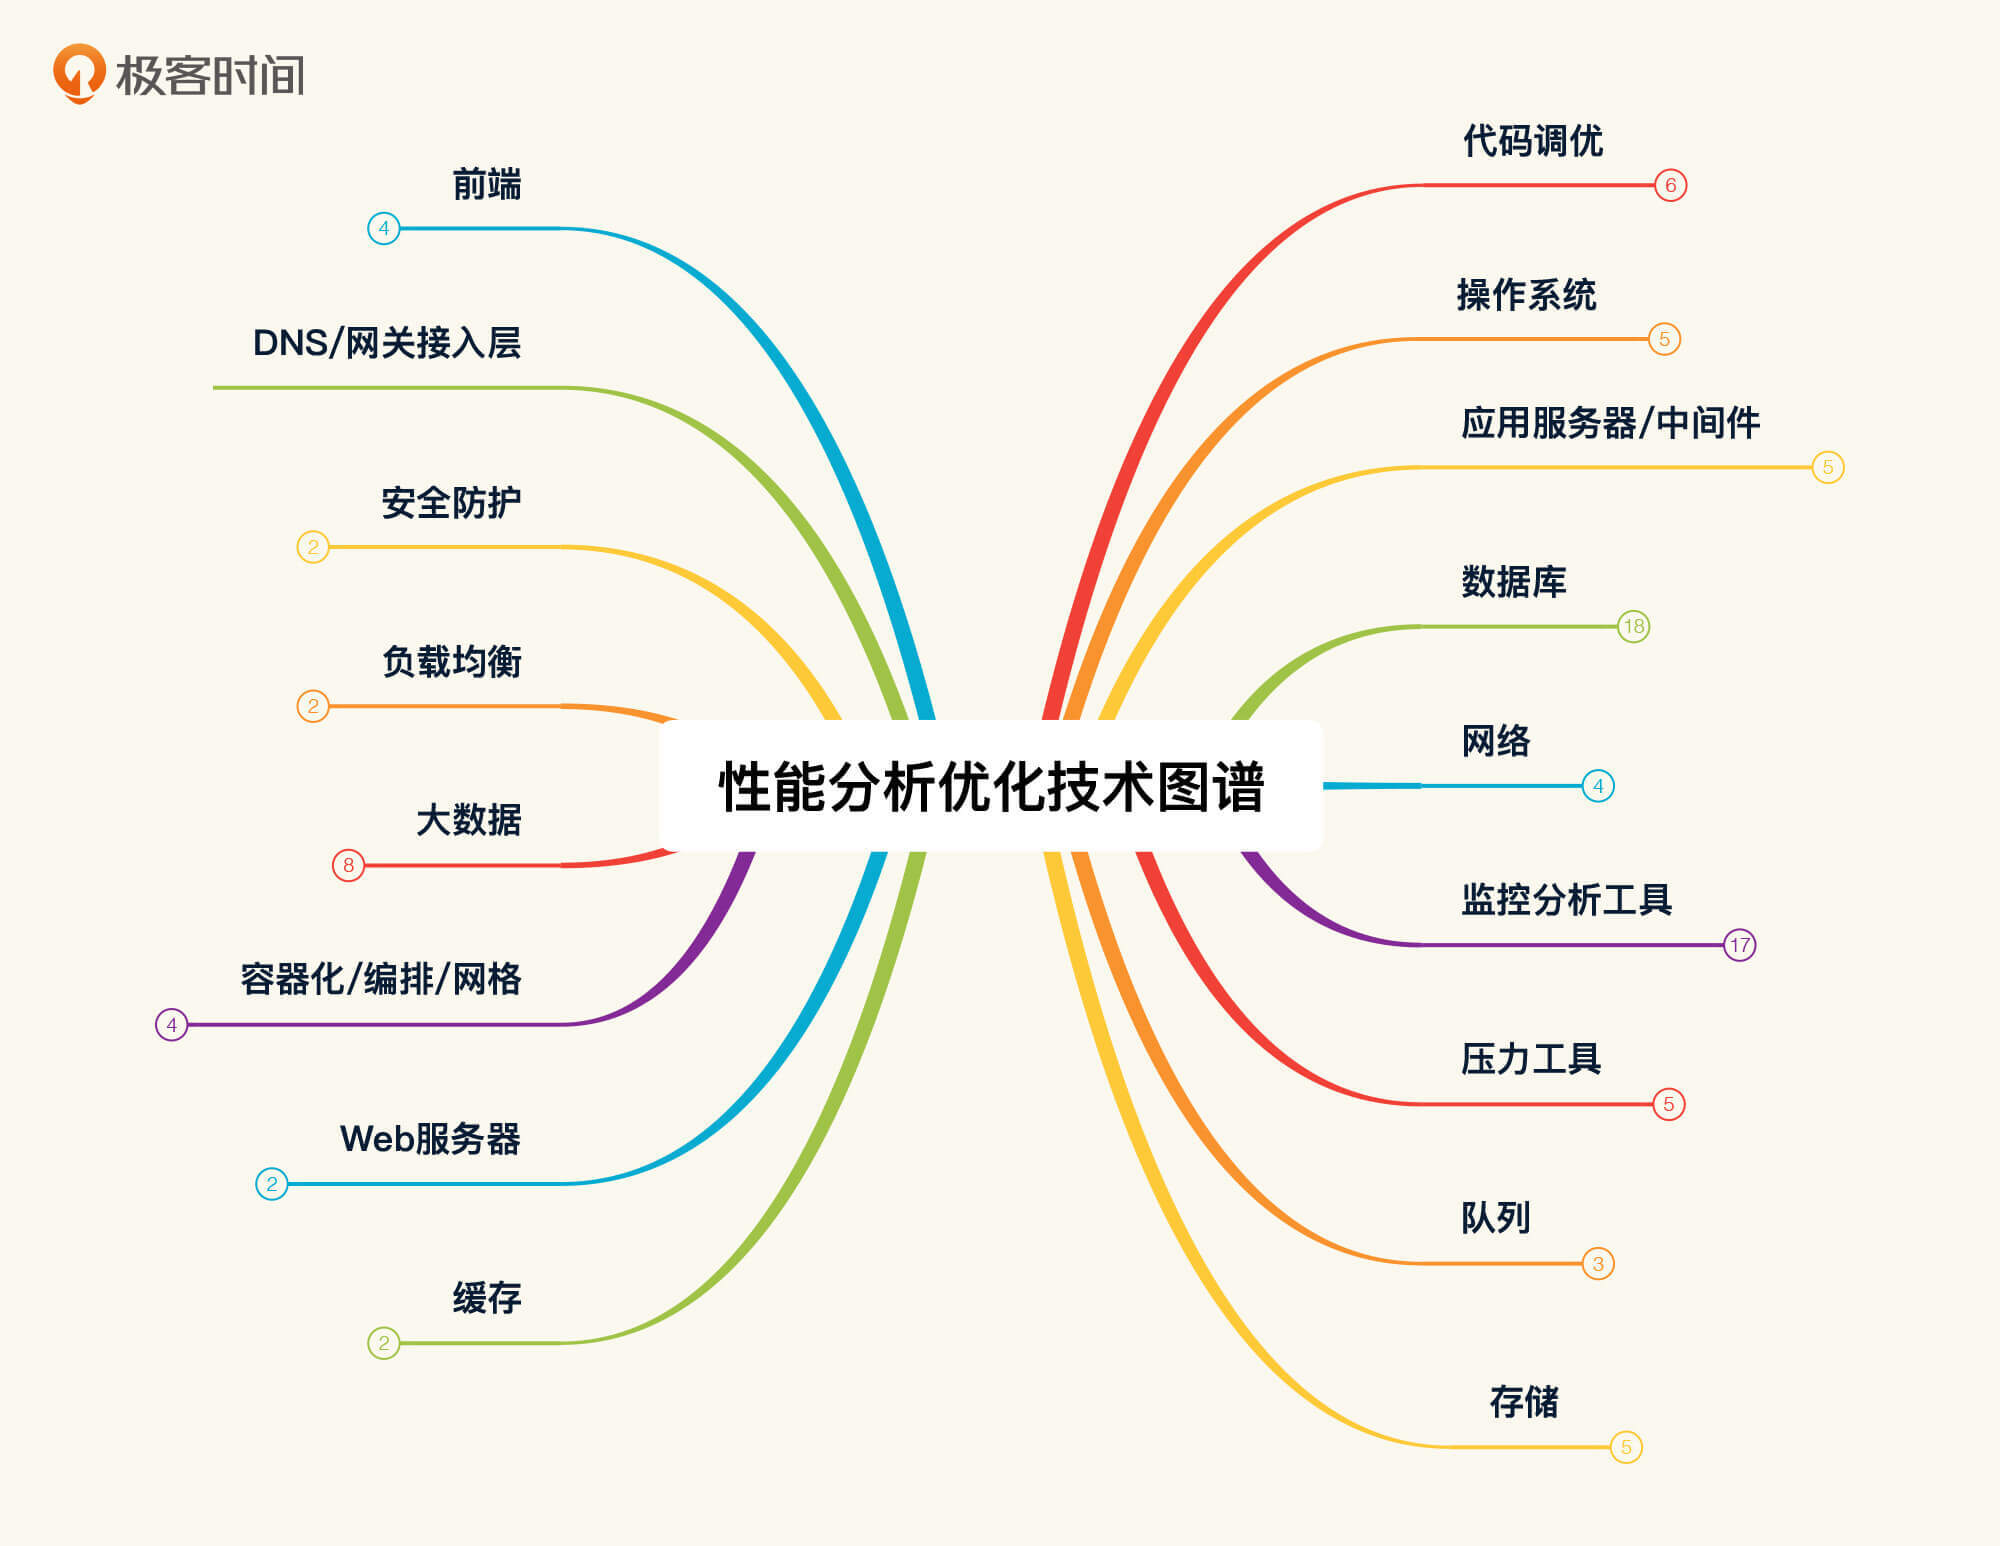 极客时间
前端
4
DNS/网关接入层
安全防护
2
负载均衡
2
大数据
8
容器化/编排/网格
4
Web服务器
2
缓存
2
性能分析优化技术图谱
代码调优
6
操作系统
5
应用服务器/中间件
5
数据库
18
网络
4
监控分析工具
17
压力工具
5
队列
3
存储
5